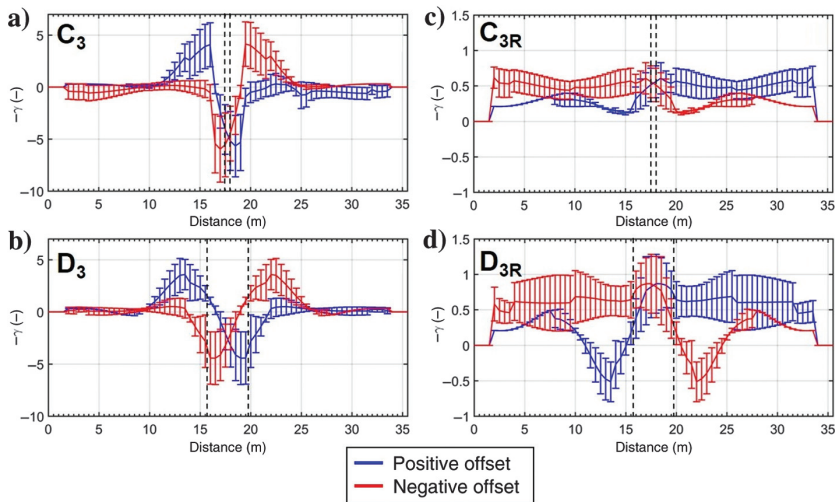 a) C3
5
0
−5
−10
−γ (−)
0 5 10 15 20 25 30 35
Distance (m)
c) C3R
1.5
1
0.5
0
−0.5
−1
−γ (−)
0 5 10 15 20 25 30 35
Distance (m)
b) D3
5
0
−5
−10
−γ (−)
0 5 10 15 20 25 30 35
Distance (m)
d) D3R
1.5
1
0.5
0
−0.5
−1
−γ (−)
0 5 10 15 20 25 30 35
Distance (m)
Positive offset
Negative offset